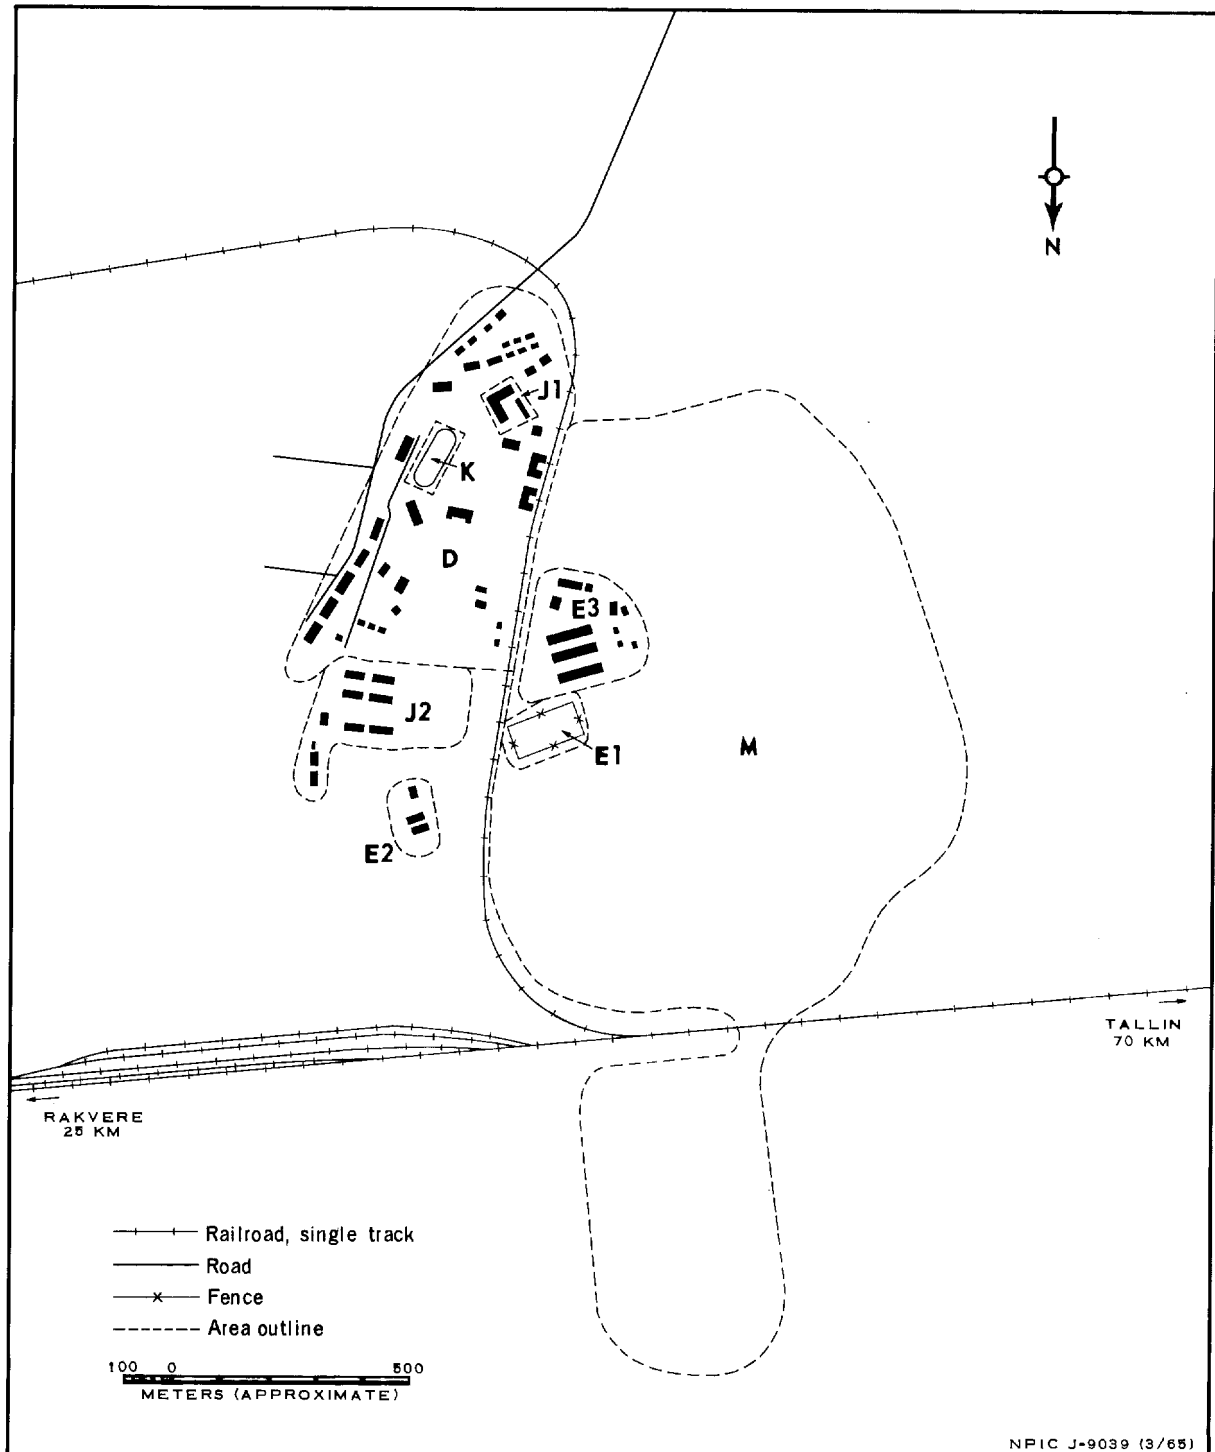 N
J1
K
D
E3
J2
E1
M
E2
TALLIN
70 KM
RAKVERE
25 KM
Railroad, single track
Road
Fence
Area outline
100 0 500
METERS (APPROXIMATE)
NPIC J-9039 (3/65)